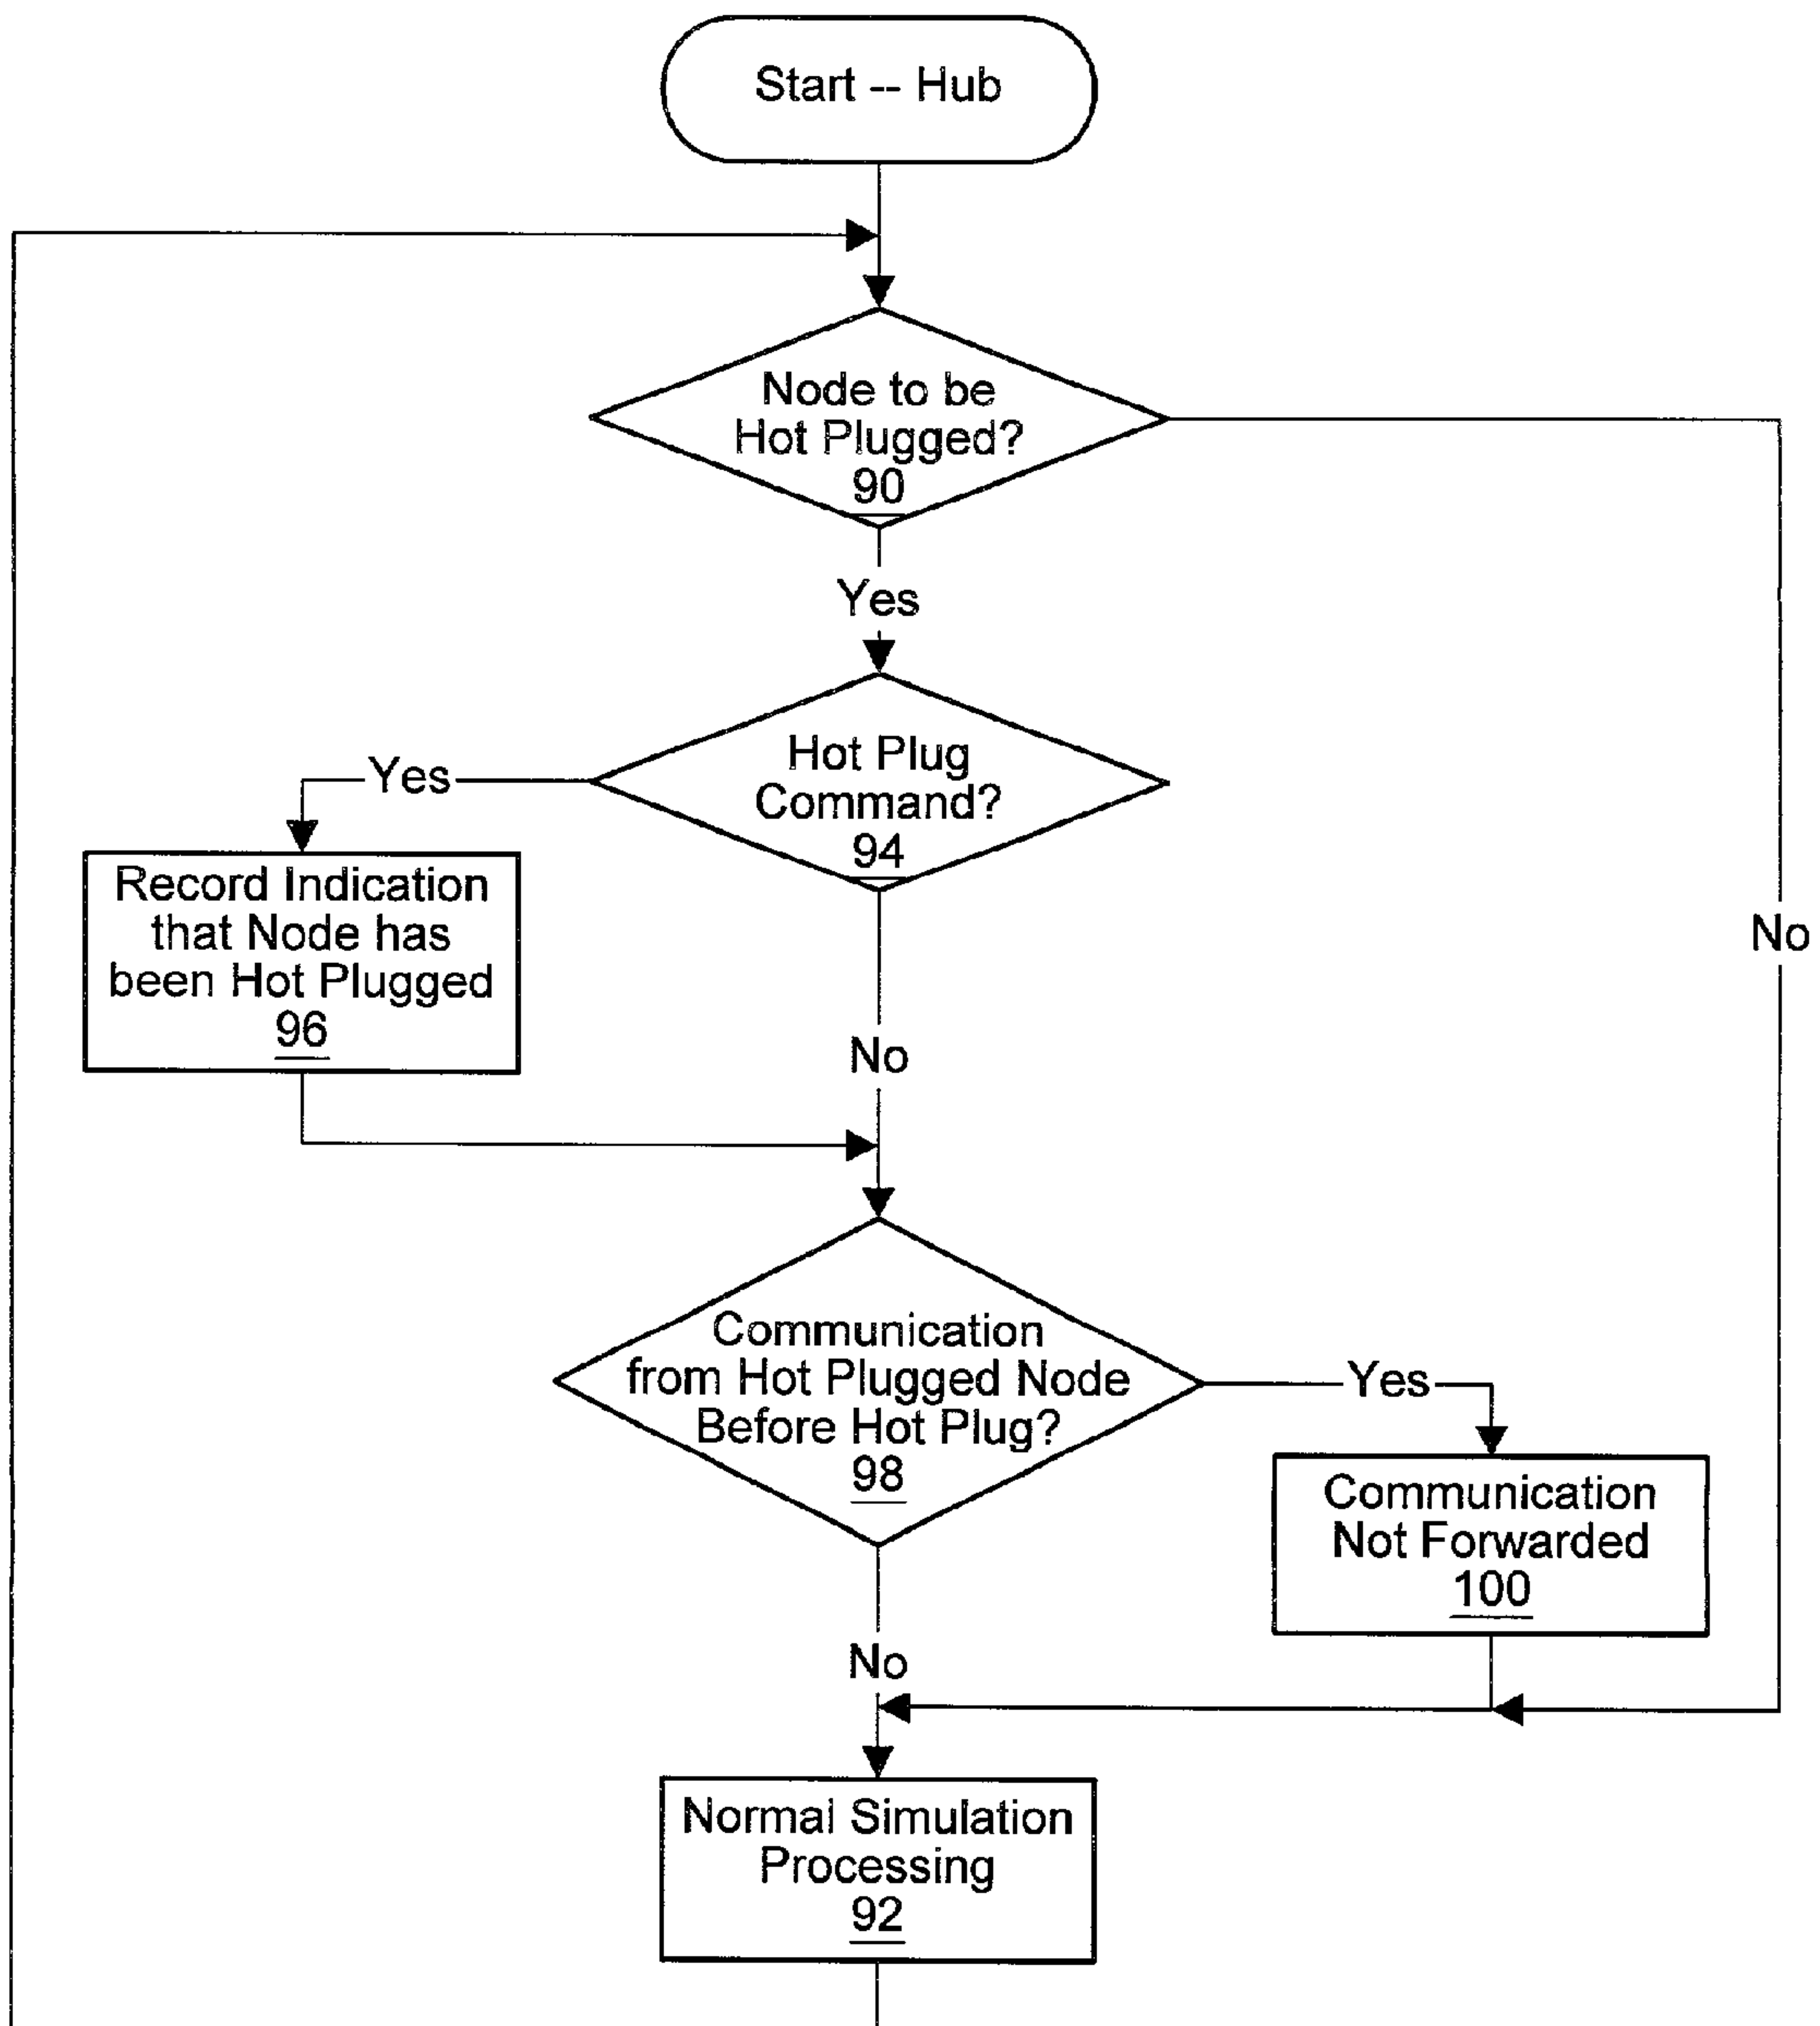 Start -- Hub
Node to be
Hot Plugged?
90
Yes
Hot Plug
Command?
94
Yes
Record Indication
that Node has
been Hot Plugged
96
No
No
Communication
from Hot Plugged Node
Before Hot Plug?
98
Yes
Communication
Not Forwarded
100
No
Normal Simulation
Processing
92